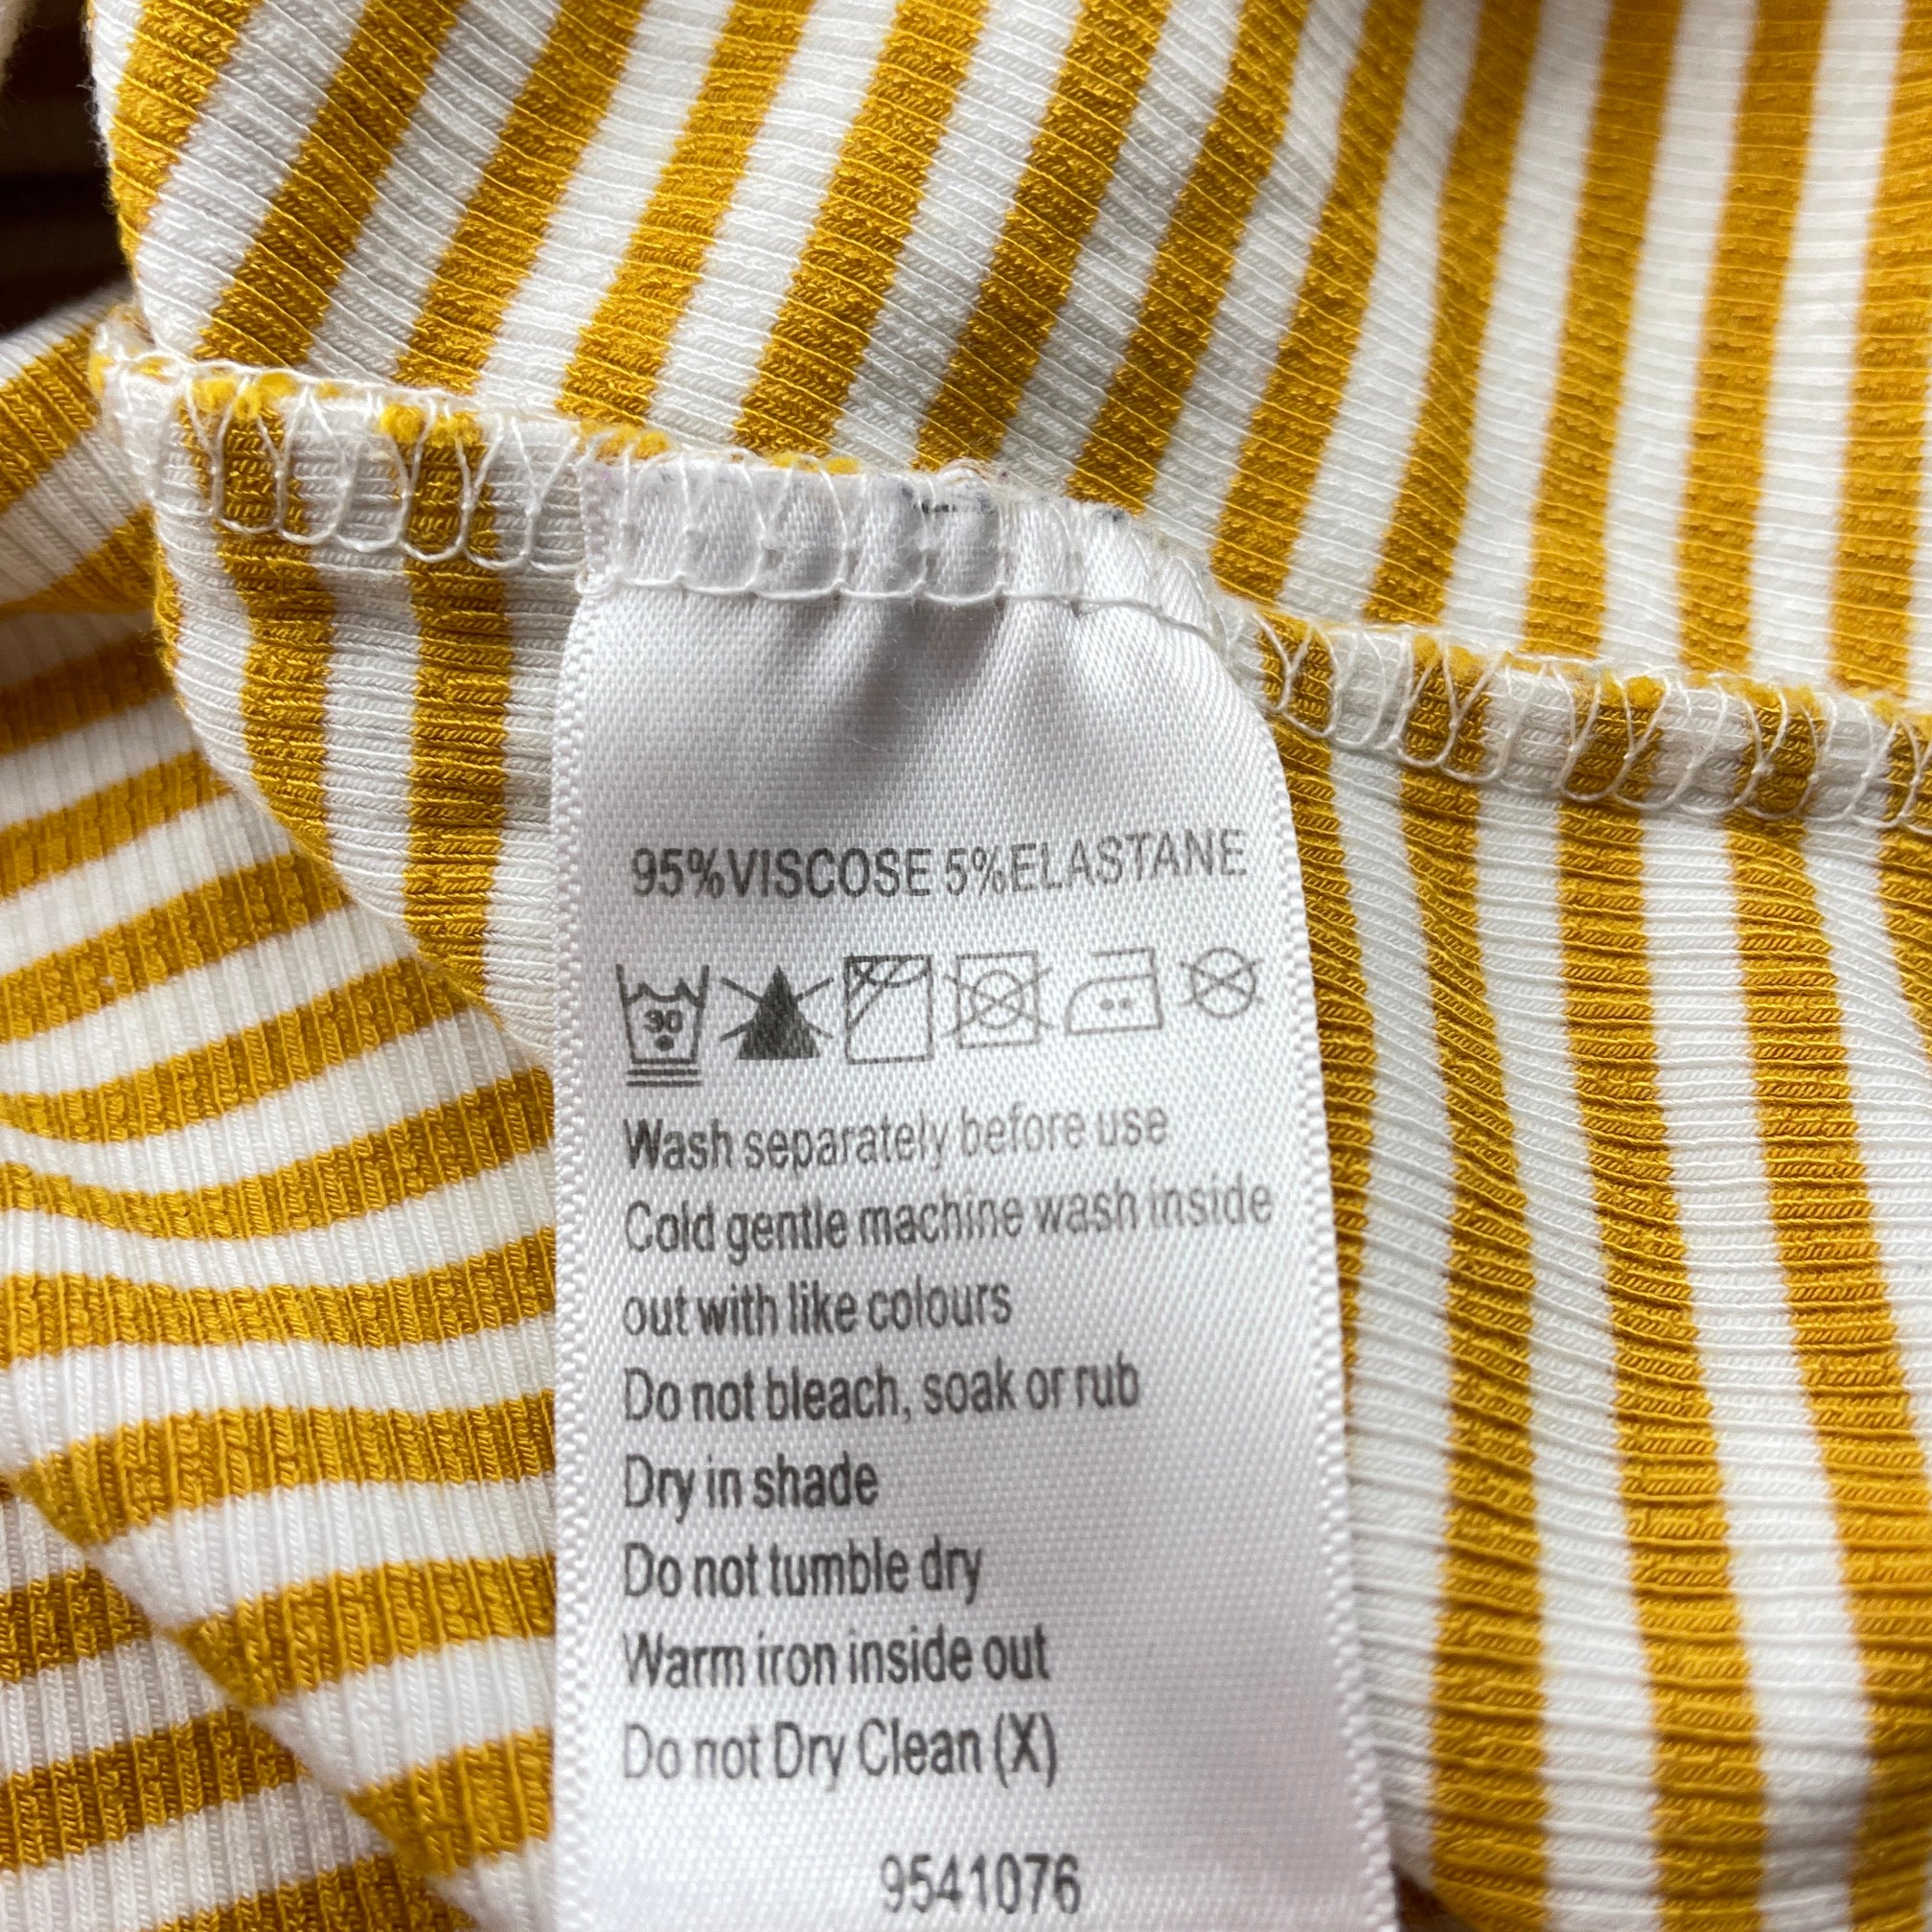 95%VISCOSE 5%ELASTANE
30
Wash separately before use
Cold gentle machine wash inside
out with like colours
Do not bleach, soak or rub
Dry in shade
Do not tumble dry
Warm iron inside out
Do not Dry Clean (X)
9541076